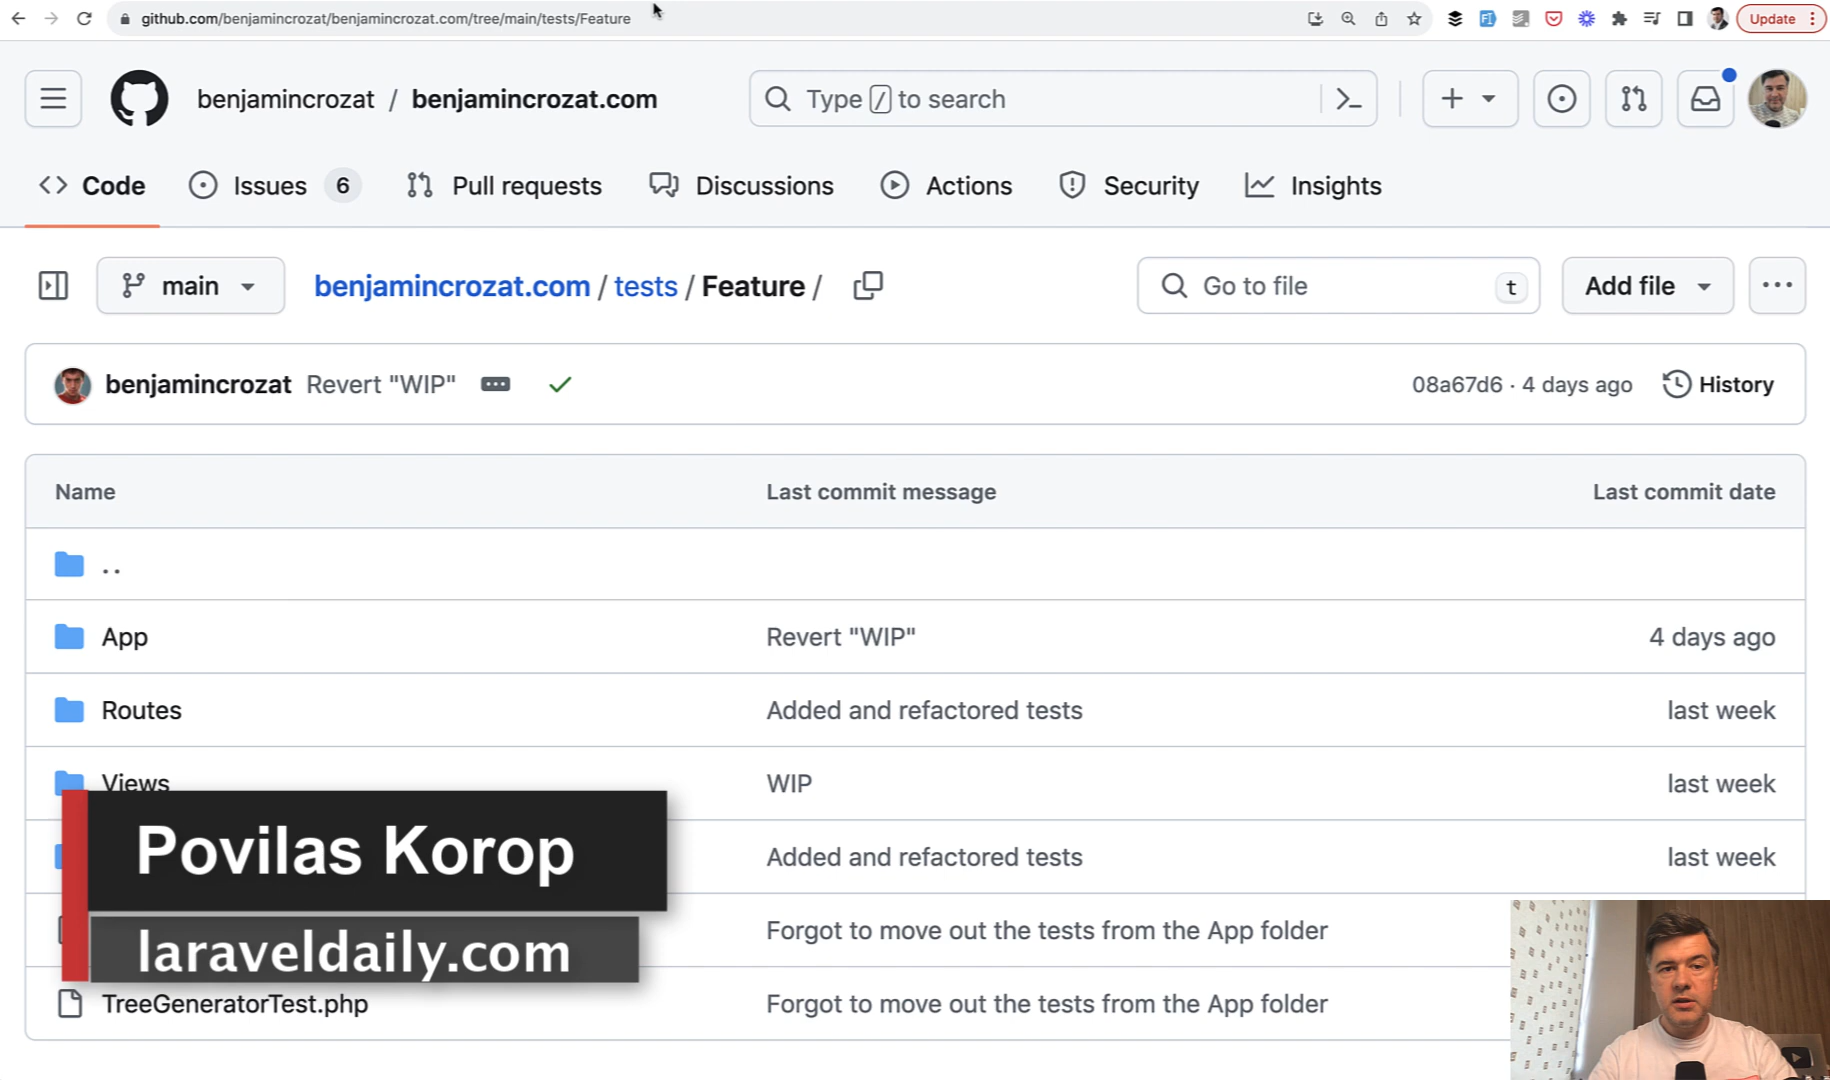 github.com/benjamincrozat/benjamincrozat.com/tree/main/tests/Feature
Update
benjamincrozat / benjamincrozat.com
Type / to search
Code
Issues 6
Pull requests
Discussions
Actions
Security
Insights
main
benjamincrozat.com / tests / Feature /
Go to file t
Add file
benjamincrozat Revert "WIP"
08a67d6 · 4 days ago
History
Name Last commit message Last commit date
..
App Revert "WIP" 4 days ago
Routes Added and refactored tests last week
Views WIP last week
Added and refactored tests last week
Forgot to move out the tests from the App folder
TreeGeneratorTest.php Forgot to move out the tests from the App folder
Povilas Korop
laraveldaily.com